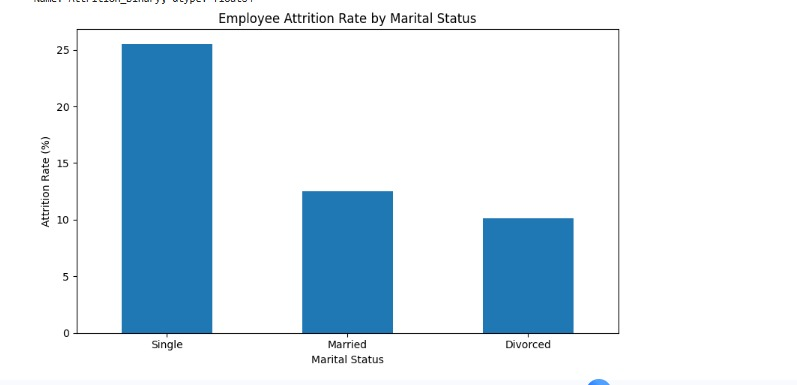 Employee Attrition Rate by Marital Status
25
20
15
10
5
0
Attrition Rate (%)
Single Married Divorced
Marital Status